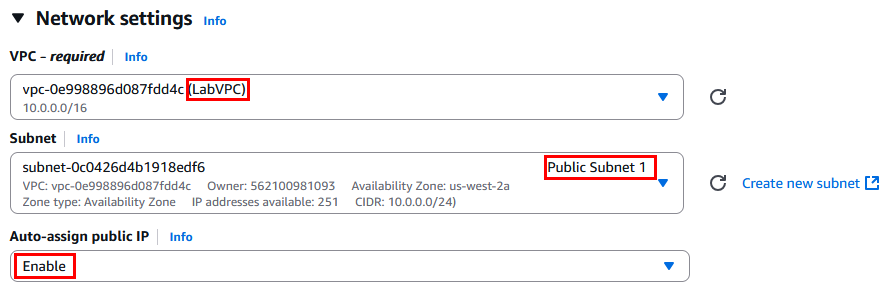 Network settings Info
VPC – required Info
vpc-0e998896d087fdd4c (LabVPC)
10.0.0.0/16
Subnet Info
subnet-0c0426d4b1918edf6 Public Subnet 1
VPC: vpc-0e998896d087fdd4c Owner: 562100981093 Availability Zone: us-west-2a
Zone type: Availability Zone IP addresses available: 251 CIDR: 10.0.0.0/24)
Create new subnet
Auto-assign public IP Info
Enable